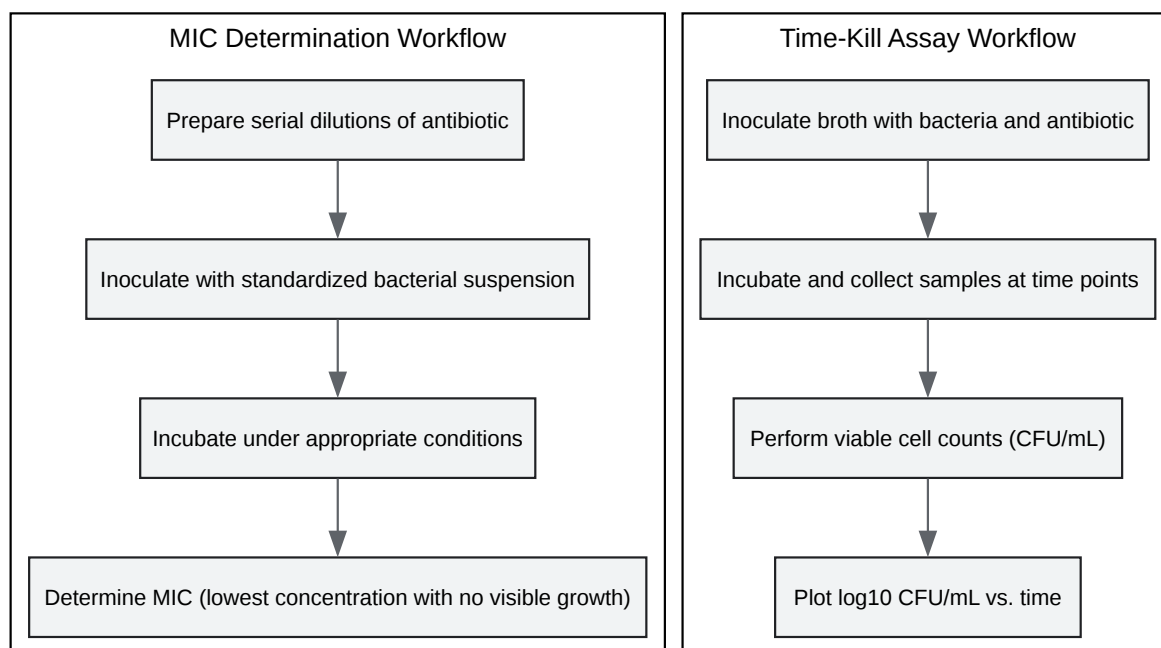 MIC Determination Workflow
Prepare serial dilutions of antibiotic
Inoculate with standardized bacterial suspension
Incubate under appropriate conditions
Determine MIC (lowest concentration with no visible growth)
Time-Kill Assay Workflow
Inoculate broth with bacteria and antibiotic
Incubate and collect samples at time points
Perform viable cell counts (CFU/mL)
Plot log10 CFU/mL vs. time